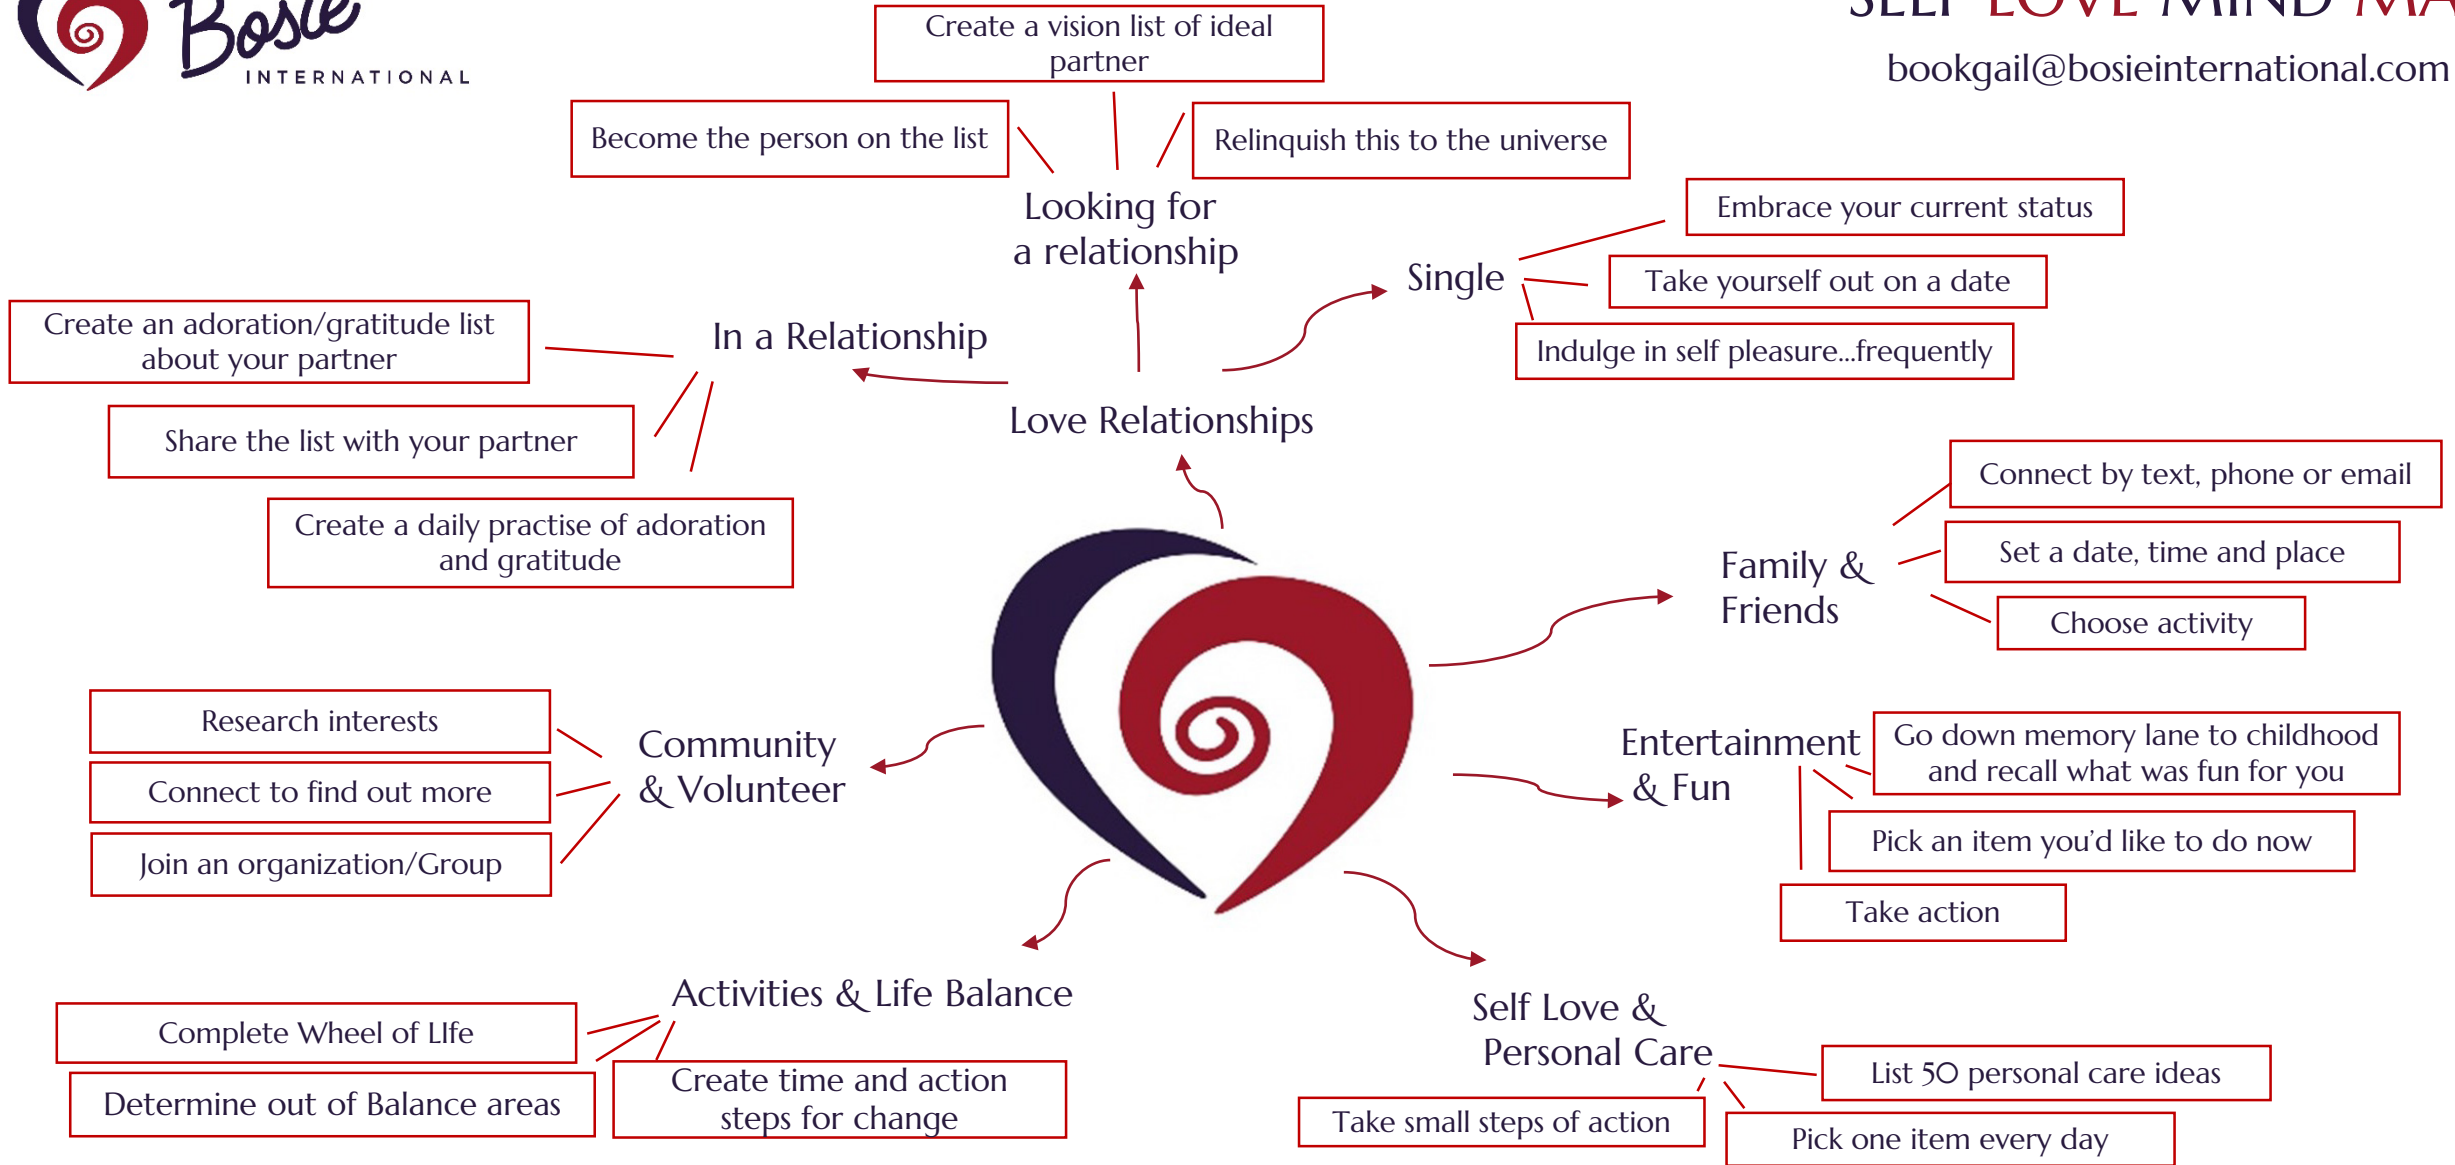 Bosie
INTERNATIONAL
SELF LOVE MIND MA
bookgail@bosieinternational.com
Create a vision list of ideal
partner
Become the person on the list
Relinquish this to the universe
Looking for
a relationship
Single
Embrace your current status
Take yourself out on a date
Indulge in self pleasure...frequently
In a Relationship
Create an adoration/gratitude list
about your partner
Share the list with your partner
Create a daily practise of adoration
and gratitude
Love Relationships
Family &
Friends
Connect by text, phone or email
Set a date, time and place
Choose activity
Community
& Volunteer
Research interests
Connect to find out more
Join an organization/Group
Entertainment
& Fun
Go down memory lane to childhood
and recall what was fun for you
Pick an item you'd like to do now
Take action
Activities & Life Balance
Complete Wheel of LIfe
Determine out of Balance areas
Create time and action
steps for change
Self Love &
Personal Care
List 50 personal care ideas
Take small steps of action
Pick one item every day